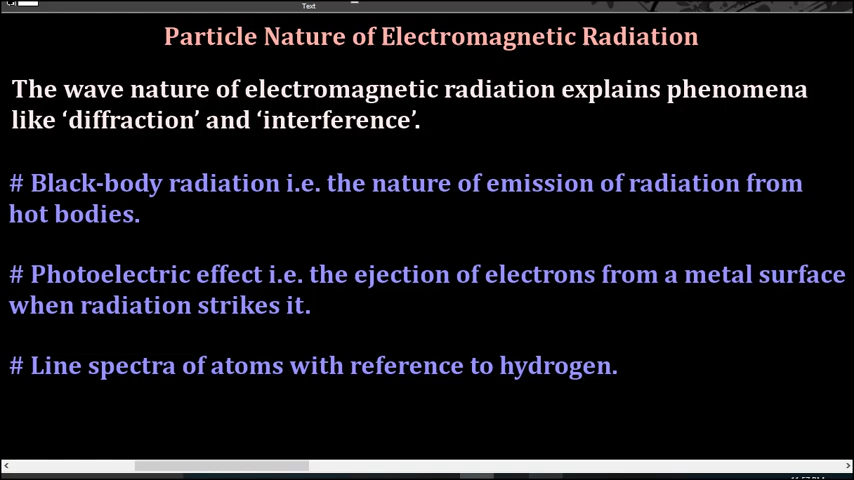 Text
Particle Nature of Electromagnetic Radiation
The wave nature of electromagnetic radiation explains phenomena
like ‘diffraction’ and ‘interference’.
# Black-body radiation i.e. the nature of emission of radiation from
hot bodies.
# Photoelectric effect i.e. the ejection of electrons from a metal surface
when radiation strikes it.
# Line spectra of atoms with reference to hydrogen.